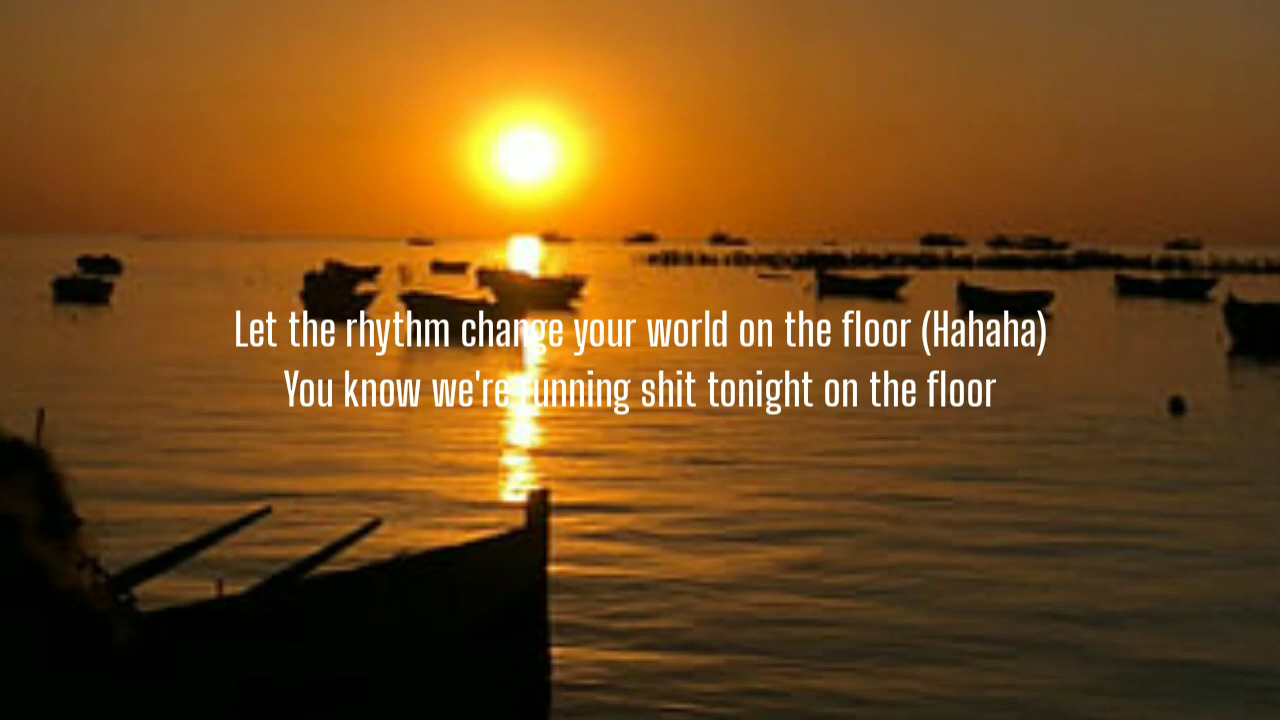 Let the rhythm change your world on the floor (Hahaha)
You know we're running shit tonight on the floor